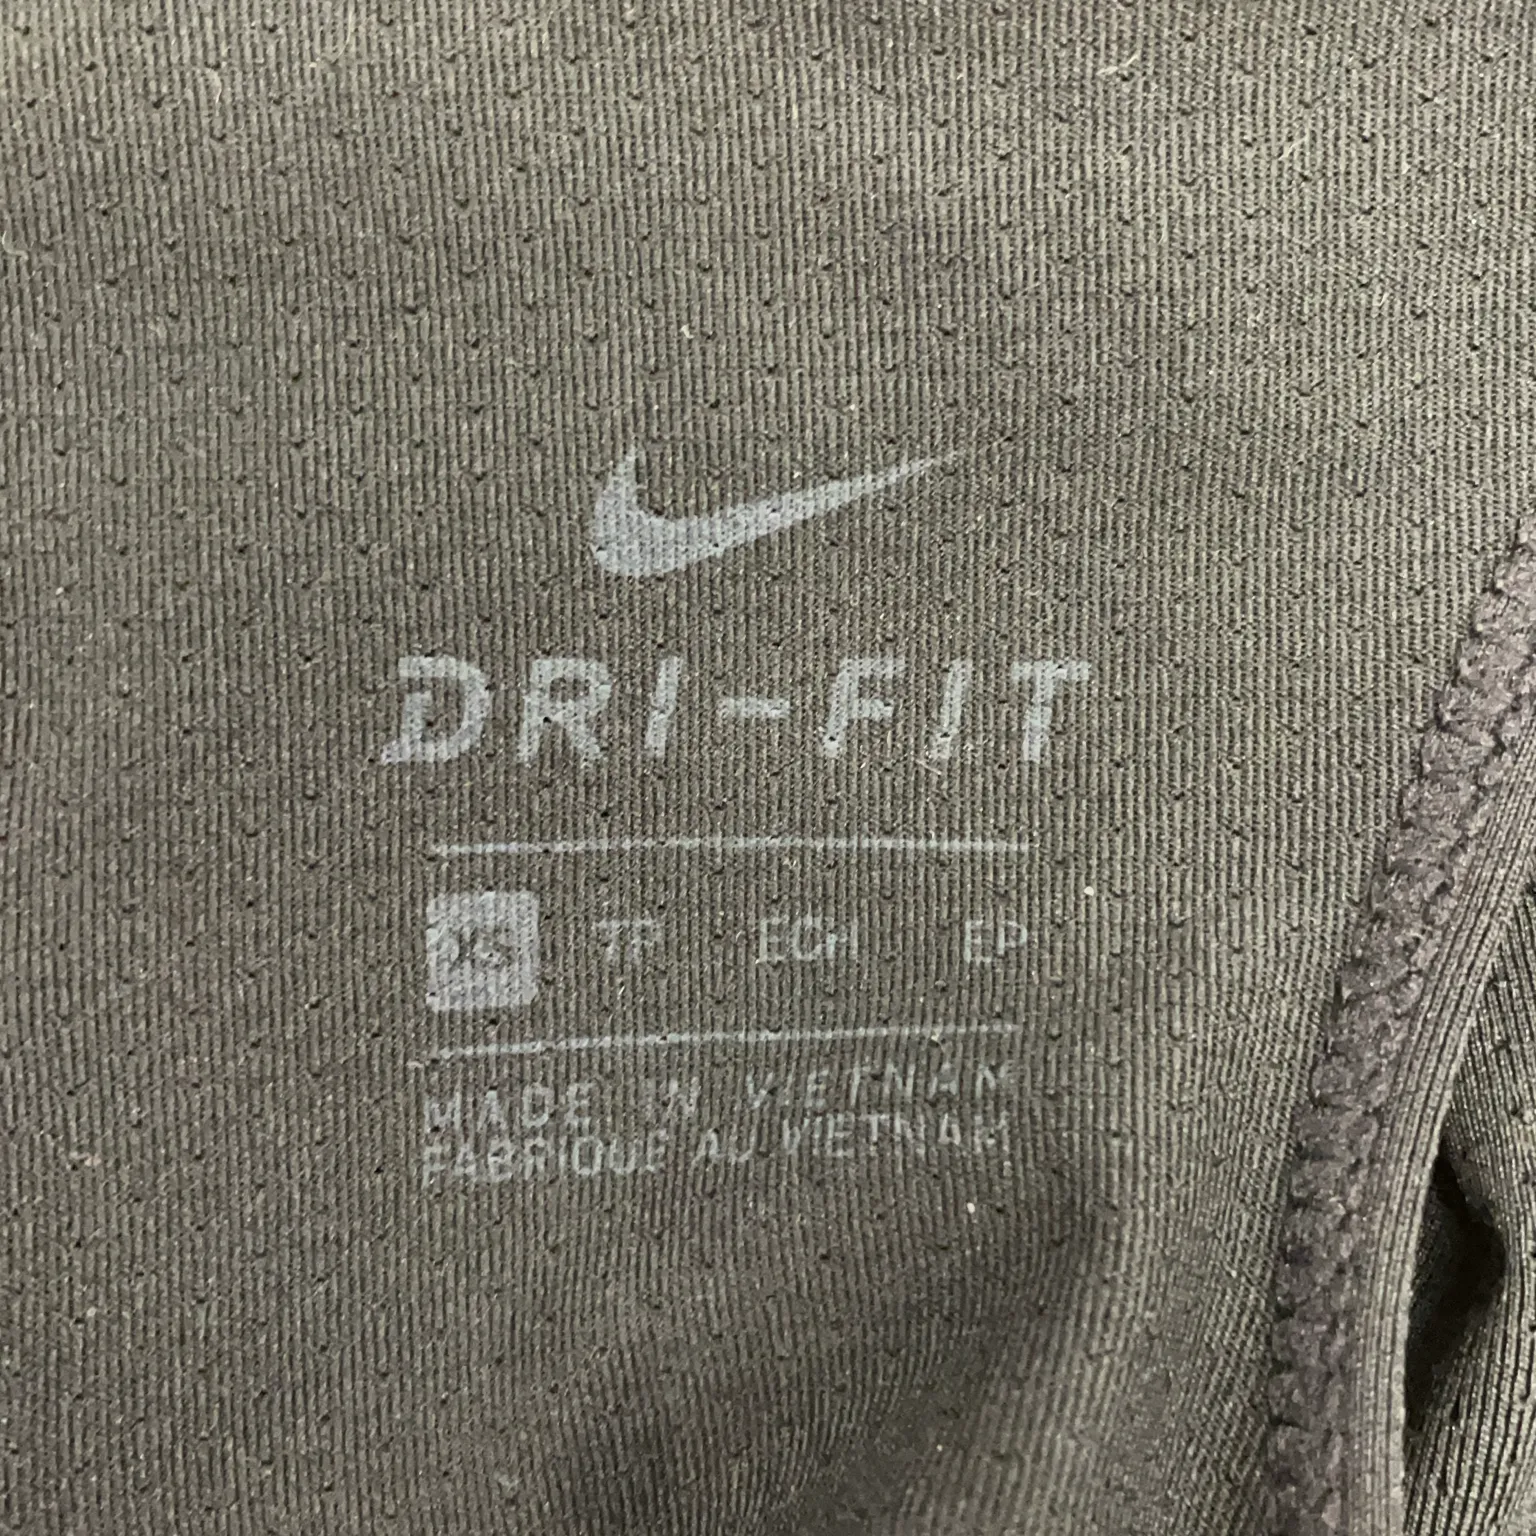 DRI-FIT
XS TP ECH EP
MADE IN VIETNAM
FABRIQUE AU VIETNAM